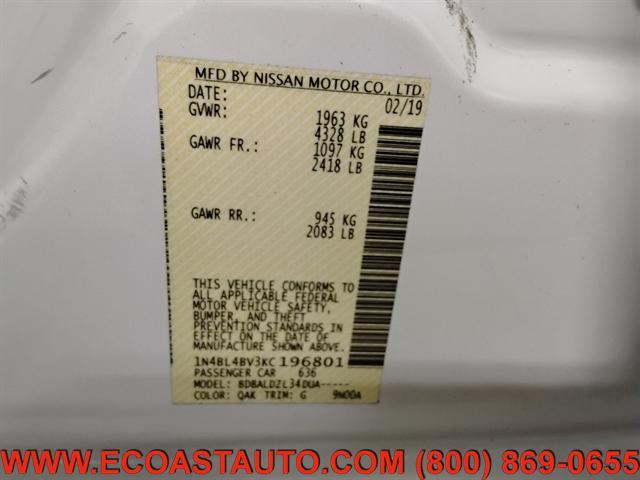 MFD BY NISSAN MOTOR CO., LTD.
DATE: 02/19
GVWR: 1963 KG
4328 LB
GAWR FR.: 1097 KG
2418 LB
GAWR RR.: 945 KG
2083 LB
THIS VEHICLE CONFORMS TO
ALL APPLICABLE FEDERAL
MOTOR VEHICLE SAFETY,
BUMPER, AND THEFT
PREVENTION STANDARDS IN
EFFECT ON THE DATE OF
MANUFACTURE SHOWN ABOVE.
1N4BL4BV3KC196801
PASSENGER CAR 636
MODEL: BDBALDZL34DUA-----
COLOR: QAK TRIM: G 9N00A
WWW.ECOASTAUTO.COM (800) 869-0655